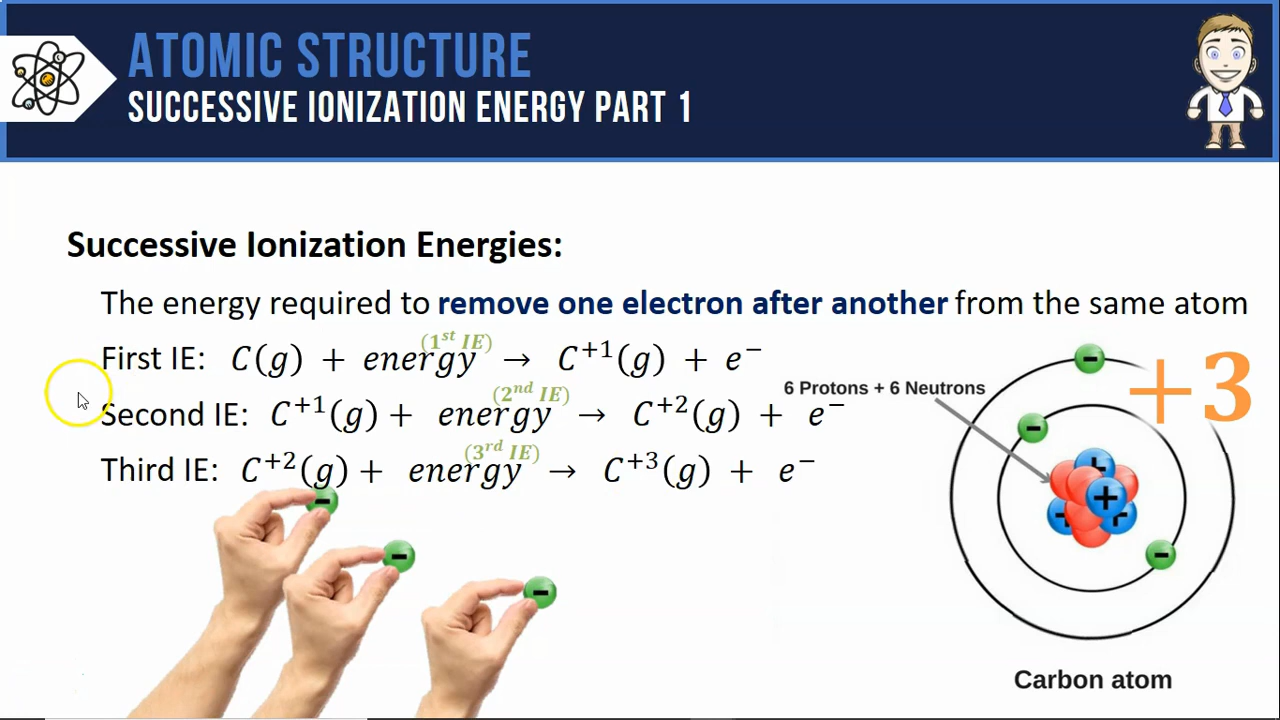 ATOMIC STRUCTURE
SUCCESSIVE IONIZATION ENERGY PART 1
Successive Ionization Energies:
The energy required to remove one electron after another from the same atom
First IE: C(g) + energy (1st IE) → C⁺¹(g) + e⁻
Second IE: C⁺¹(g) + energy (2nd IE) → C⁺²(g) + e⁻
Third IE: C⁺²(g) + energy (3rd IE) → C⁺³(g) + e⁻
6 Protons + 6 Neutrons
+3
Carbon atom